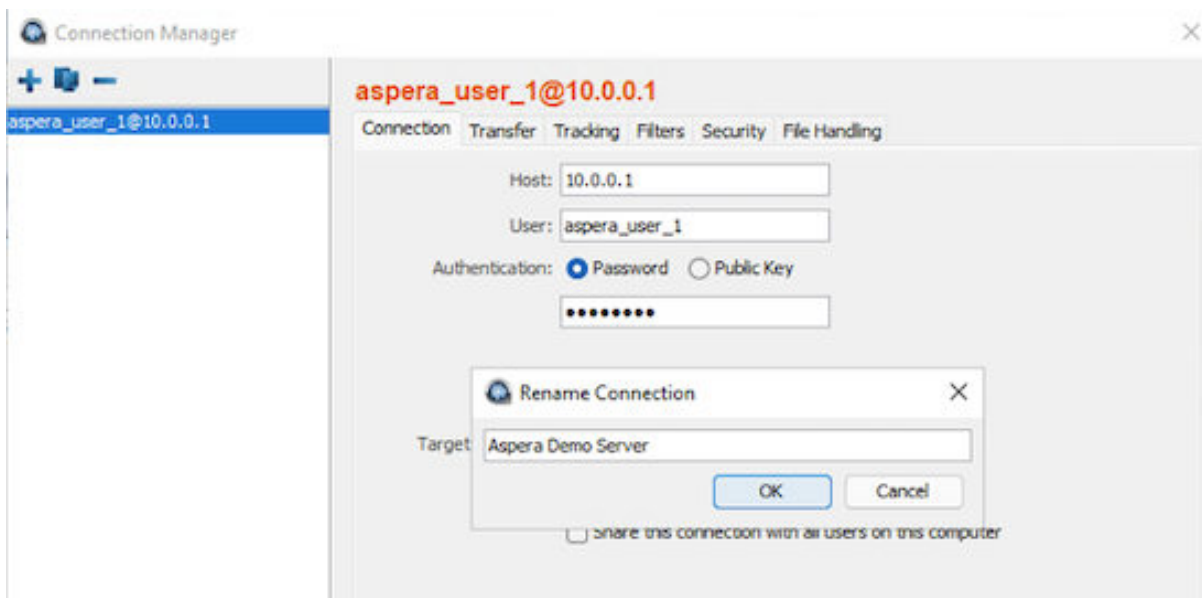 Connection Manager
aspera_user_1@10.0.0.1
aspera_user_1@10.0.0.1
Connection Transfer Tracking Filters Security File Handling
Host: 10.0.0.1
User: aspera_user_1
Authentication: Password Public Key
••••••••
Rename Connection
Target
Aspera Demo Server
OK Cancel
Share this connection with all users on this computer